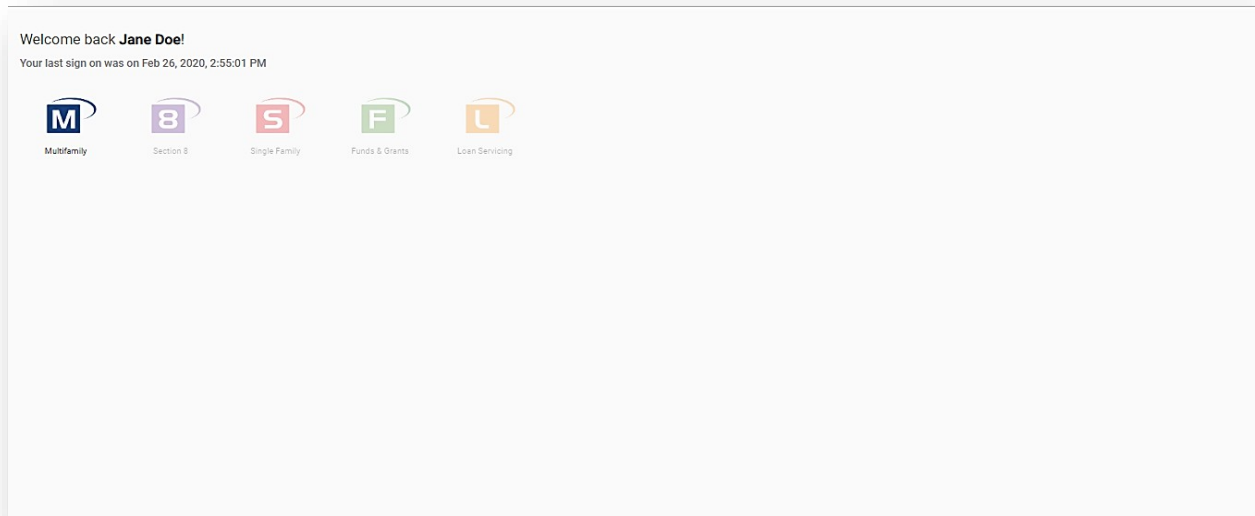 Welcome back Jane Doe!
Your last sign on was on Feb 26, 2020, 2:55:01 PM
M 8 S F L
Multifamily Section 8 Single Family Funds & Grants Loan Servicing